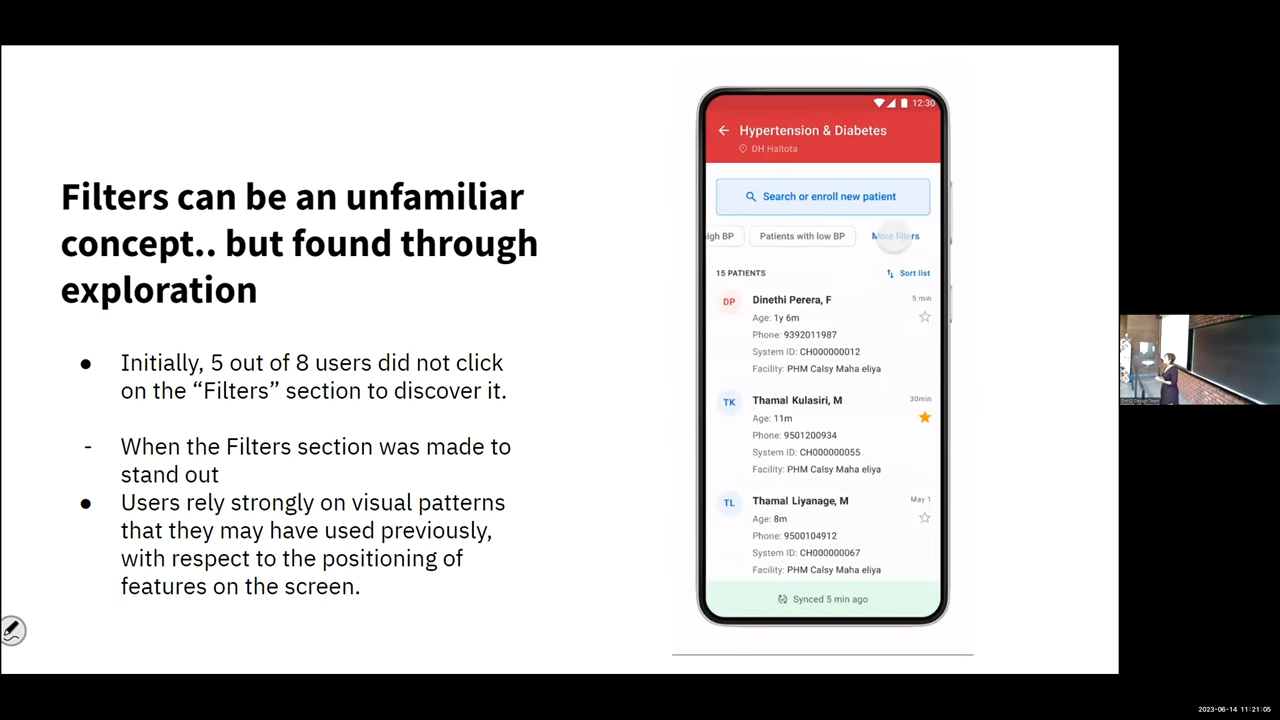 Filters can be an unfamiliar
concept.. but found through
exploration
● Initially, 5 out of 8 users did not click
on the “Filters” section to discover it.
- When the Filters section was made to
stand out
● Users rely strongly on visual patterns
that they may have used previously,
with respect to the positioning of
features on the screen.
12:30
Hypertension & Diabetes
DH Haltota
Search or enroll new patient
igh BP Patients with low BP More filters
15 PATIENTS Sort list
DP Dinethi Perera, F 5 min
Age: 1y 6m
Phone: 9392011987
System ID: CH000000012
Facility: PHM Calsy Maha eliya
TK Thamal Kulasiri, M 30min
Age: 11m
Phone: 9501200934
System ID: CH000000055
Facility: PHM Calsy Maha eliya
TL Thamal Liyanage, M May 1
Age: 8m
Phone: 9500104912
System ID: CH000000067
Facility: PHM Calsy Maha eliya
Synced 5 min ago
DHIS2 Design Team
2023-06-14 11:21:05